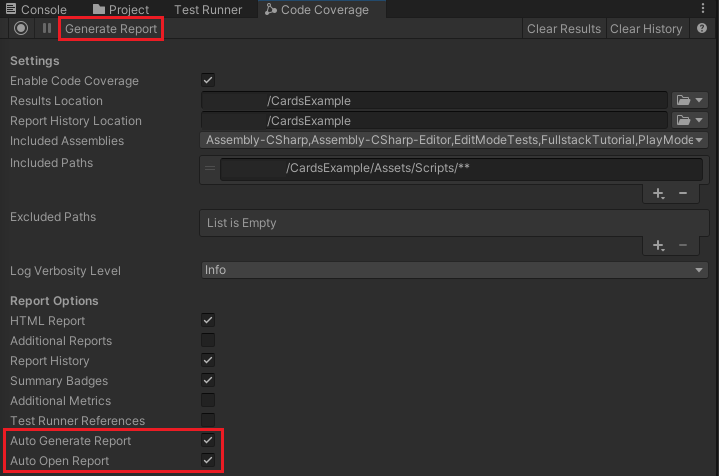 Console Project Test Runner Code Coverage
Generate Report Clear Results Clear History
Settings
Enable Code Coverage
Results Location /CardsExample
Report History Location /CardsExample
Included Assemblies Assembly-CSharp,Assembly-CSharp-Editor,EditModeTests,FullstackTutorial,PlayMode
Included Paths /CardsExample/Assets/Scripts/**
Excluded Paths List is Empty
Log Verbosity Level Info
Report Options
HTML Report
Additional Reports
Report History
Summary Badges
Additional Metrics
Test Runner References
Auto Generate Report
Auto Open Report